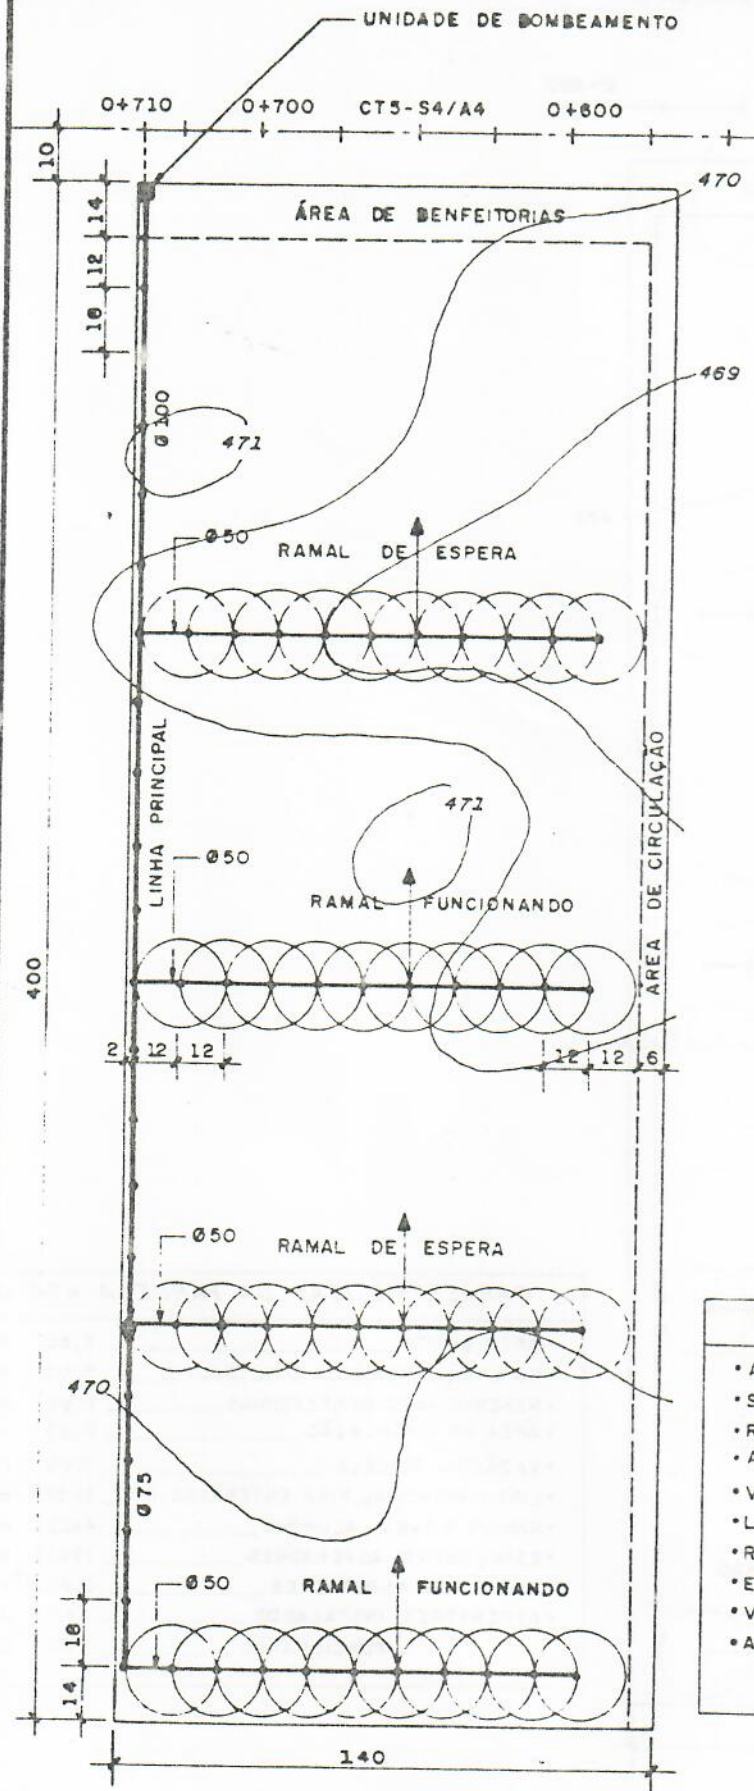 UNIDADE DE BOMBEAMENTO
0+710
0+700
CT5-S4/A4
0+600
10
470
ÁREA DE BENFEITORIAS
14
12
18
469
Ø100
471
Ø50
RAMAL DE ESPERA
LINHA PRINCIPAL
ÁREA DE CIRCULAÇÃO
471
Ø50
RAMAL FUNCIONANDO
400
2
12
12
12
12
6
Ø50
RAMAL DE ESPERA
470
Ø75
Ø50
RAMAL FUNCIONANDO
18
14
140
• A
• S
• R
• A
• V
• L
• R
• E
• V
• A